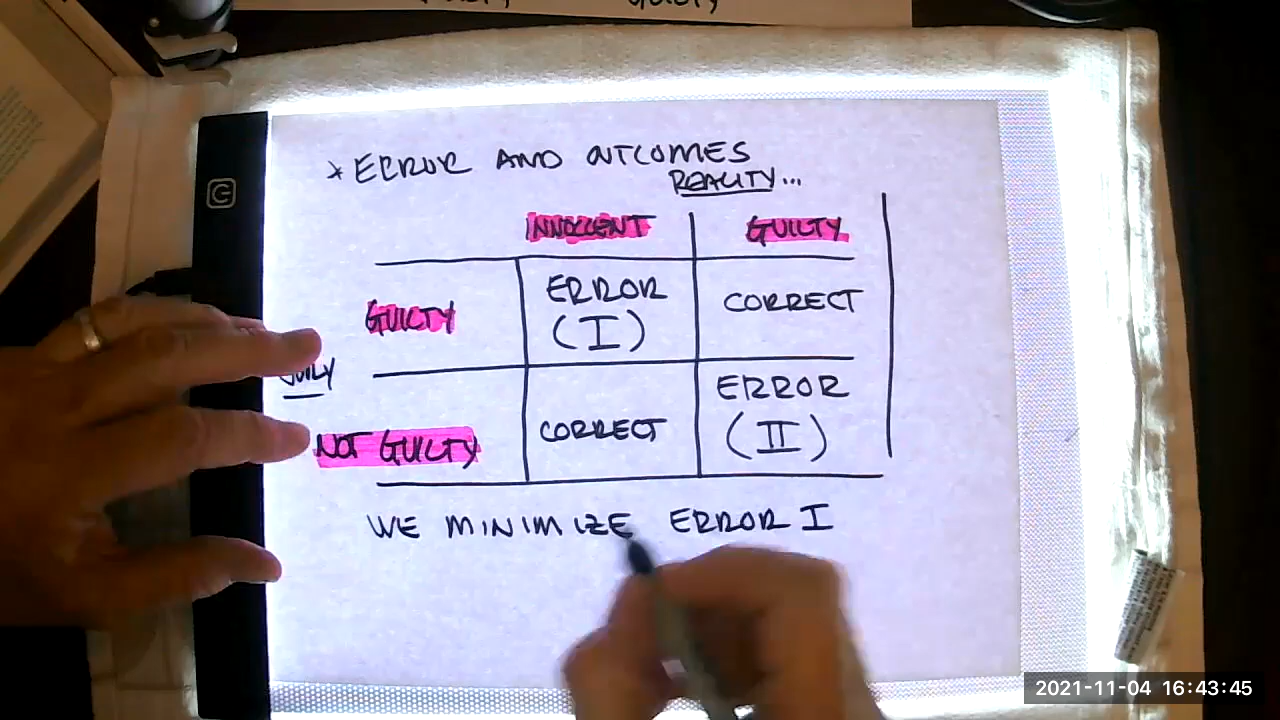 * ERROR AND OUTCOMES
REALITY...
INNOCENT GUILTY
GUILTY ERROR (I) CORRECT
NOT GUILTY CORRECT ERROR (II)
WE MINIMIZE ERROR I
2021-11-04 16:43:45